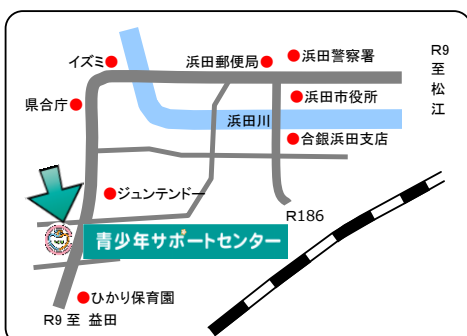 イズミ
浜田郵便局
浜田警察署
R9
至
松
江
県合庁
浜田市役所
浜田川
合銀浜田支店
ジュンテンドー
R186
青少年サポートセンター
ひかり保育園
R9 至 益田